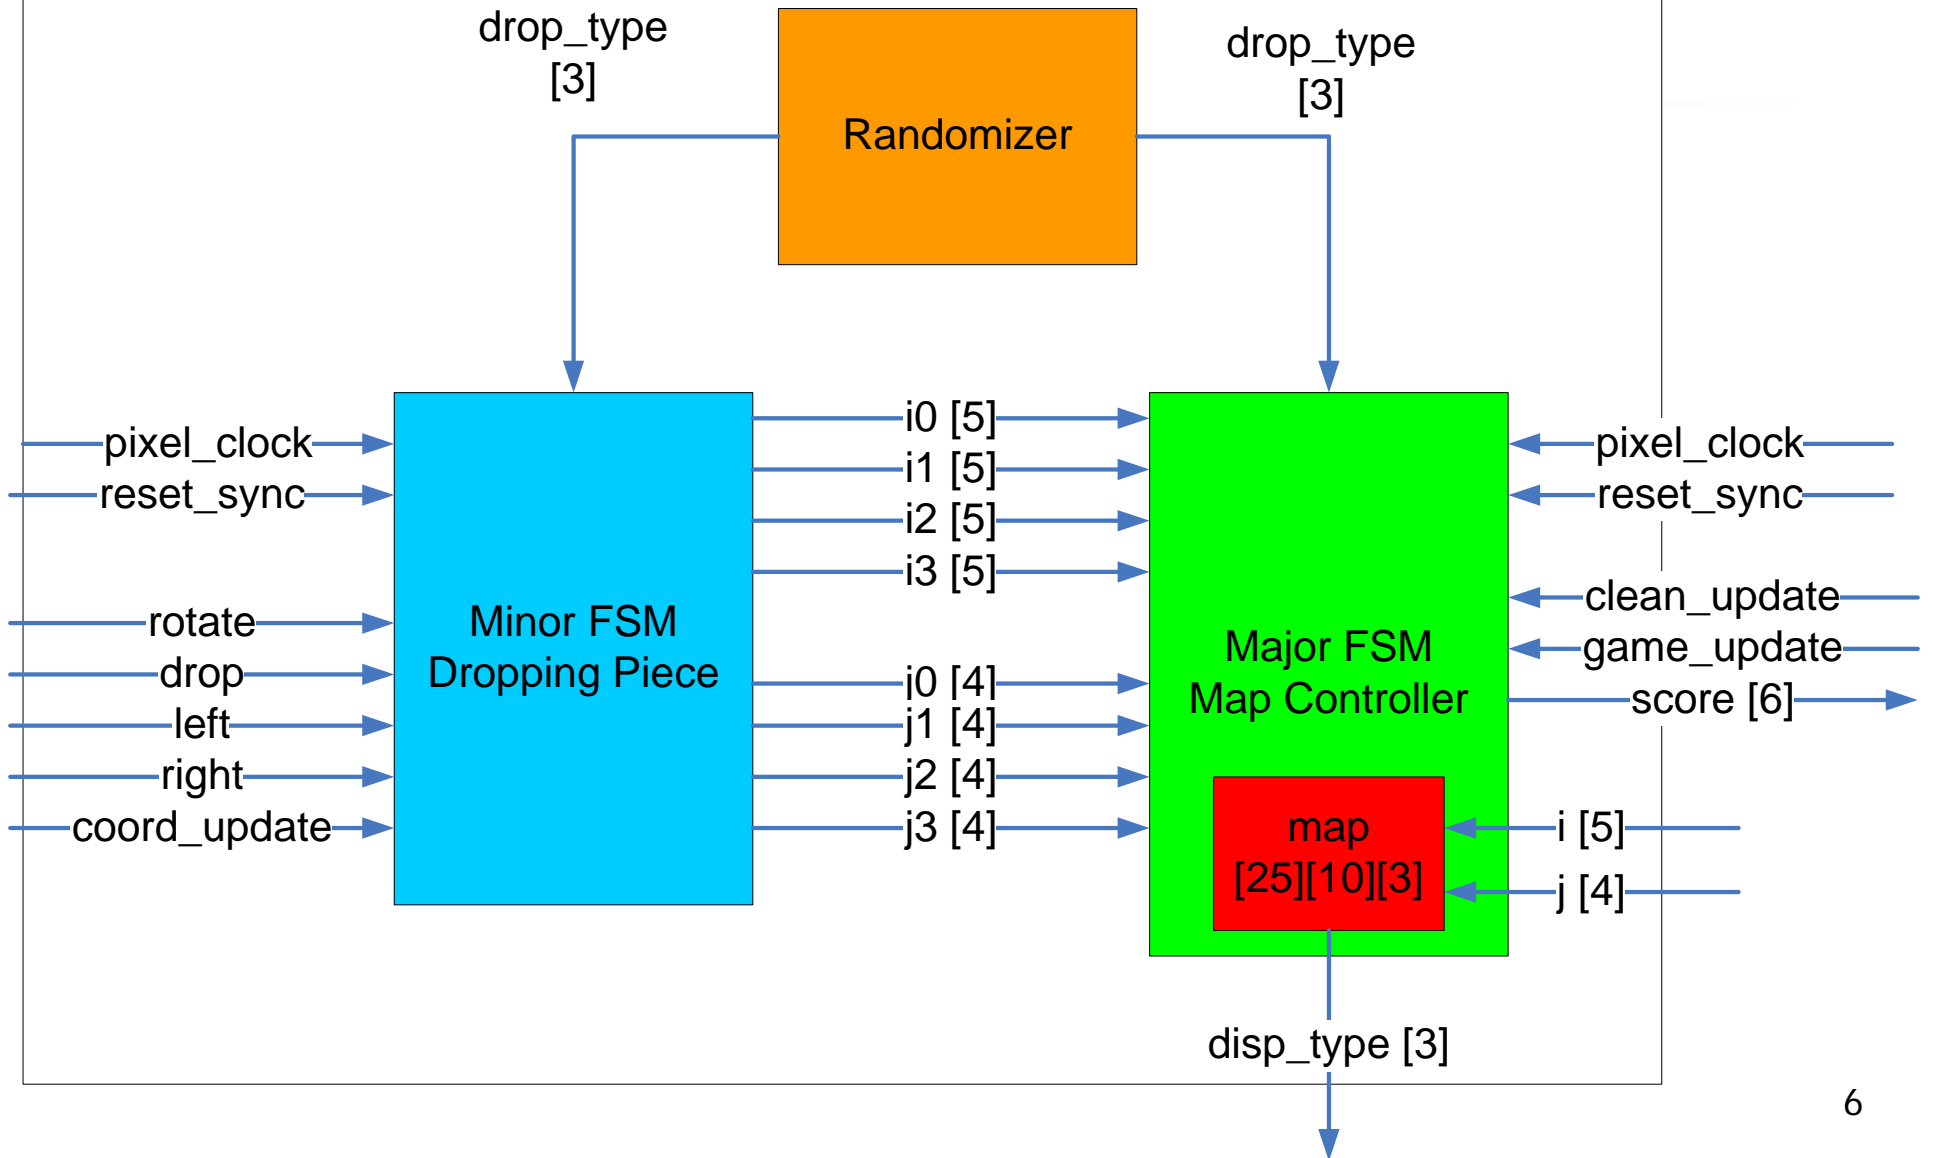 drop_type
[3]
Randomizer
drop_type
[3]
pixel_clock
reset_sync
rotate
drop
left
right
coord_update
Minor FSM
Dropping Piece
i0 [5]
i1 [5]
i2 [5]
i3 [5]
j0 [4]
j1 [4]
j2 [4]
j3 [4]
Major FSM
Map Controller
map
[25][10][3]
pixel_clock
reset_sync
clean_update
game_update
score [6]
i [5]
j [4]
disp_type [3]
6